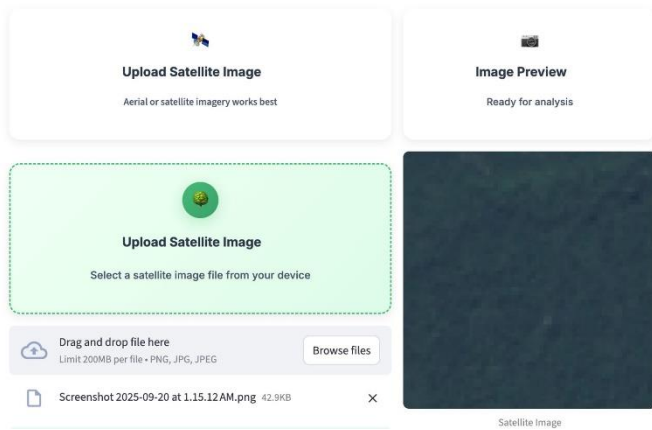 Upload Satellite Image
Aerial or satellite imagery works best
Image Preview
Ready for analysis
Upload Satellite Image
Select a satellite image file from your device
Drag and drop file here
Limit 200MB per file • PNG, JPG, JPEG
Browse files
Screenshot 2025-09-20 at 1.15.12 AM.png 42.9KB
Satellite Image